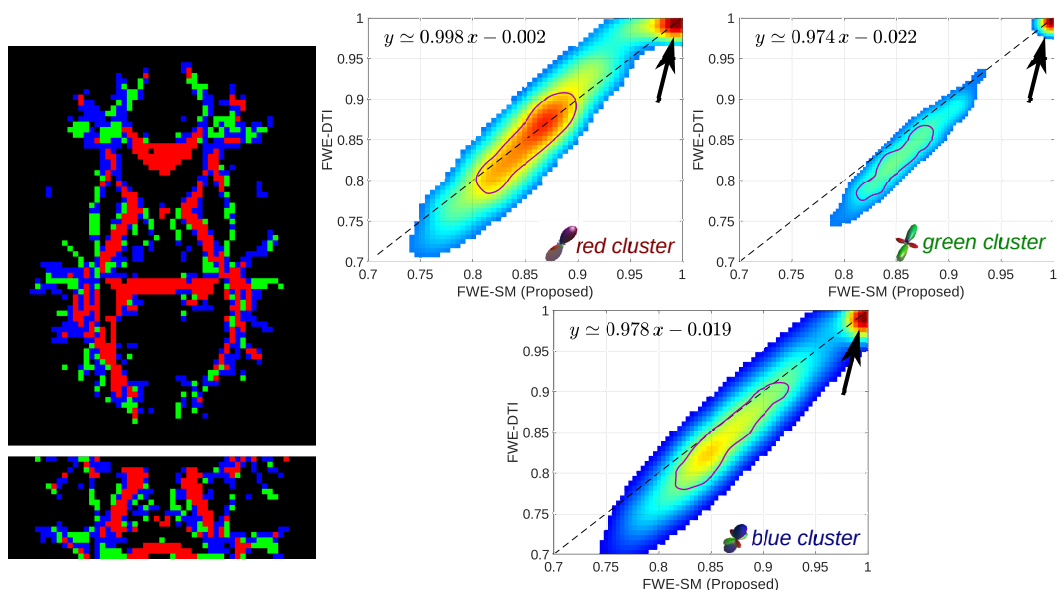 y ≃ 0.998 x − 0.002
1
0.95
0.9
0.85
0.8
0.75
0.7
FWE-DTI
red cluster
0.7 0.75 0.8 0.85 0.9 0.95 1
FWE-SM (Proposed)
y ≃ 0.974 x − 0.022
1
0.95
0.9
0.85
0.8
0.75
0.7
FWE-DTI
green cluster
0.7 0.75 0.8 0.85 0.9 0.95 1
FWE-SM (Proposed)
y ≃ 0.978 x − 0.019
1
0.95
0.9
0.85
0.8
0.75
0.7
FWE-DTI
blue cluster
0.7 0.75 0.8 0.85 0.9 0.95 1
FWE-SM (Proposed)